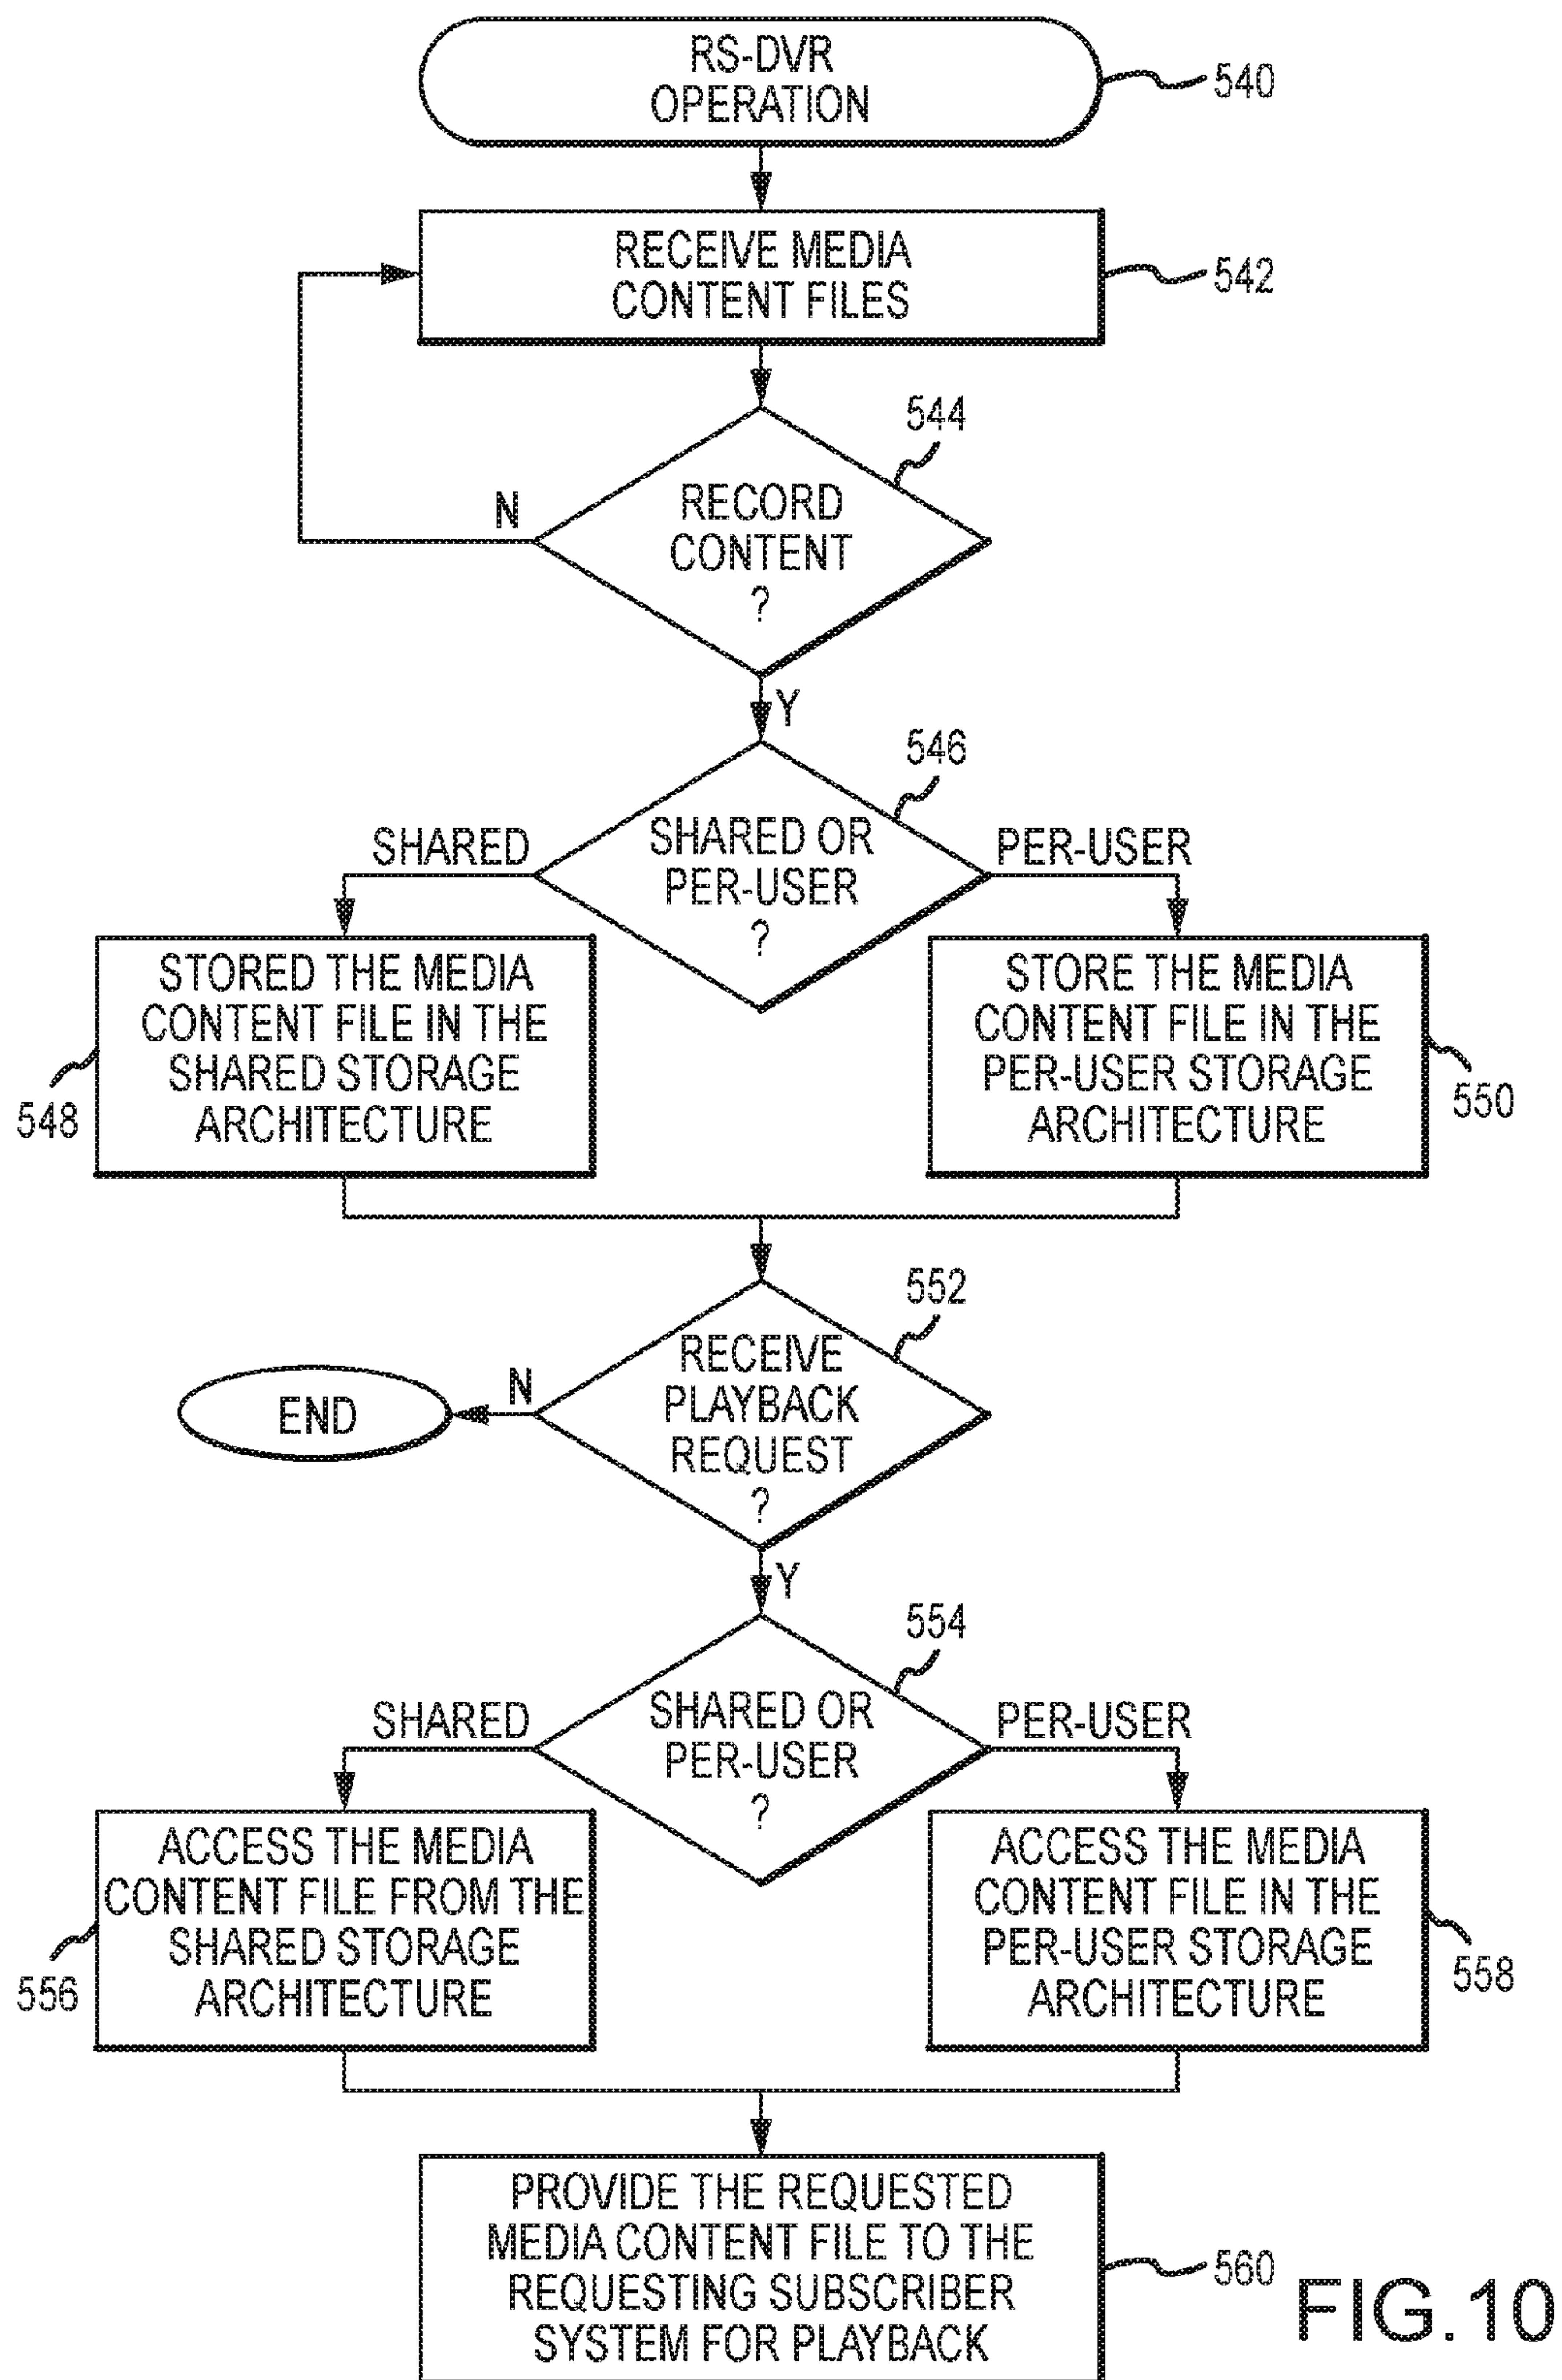 RS-DVR
OPERATION
540
RECEIVE MEDIA
CONTENT FILES
542
544
RECORD
CONTENT
?
N
Y
546
SHARED OR
PER-USER
?
SHARED
PER-USER
STORED THE MEDIA
CONTENT FILE IN THE
SHARED STORAGE
ARCHITECTURE
548
STORE THE MEDIA
CONTENT FILE IN THE
PER-USER STORAGE
ARCHITECTURE
550
552
RECEIVE
PLAYBACK
REQUEST
?
N
END
Y
554
SHARED OR
PER-USER
?
SHARED
PER-USER
ACCESS THE MEDIA
CONTENT FILE FROM THE
SHARED STORAGE
ARCHITECTURE
556
ACCESS THE MEDIA
CONTENT FILE IN THE
PER-USER STORAGE
ARCHITECTURE
558
PROVIDE THE REQUESTED
MEDIA CONTENT FILE TO THE
REQUESTING SUBSCRIBER
SYSTEM FOR PLAYBACK
560
FIG.10